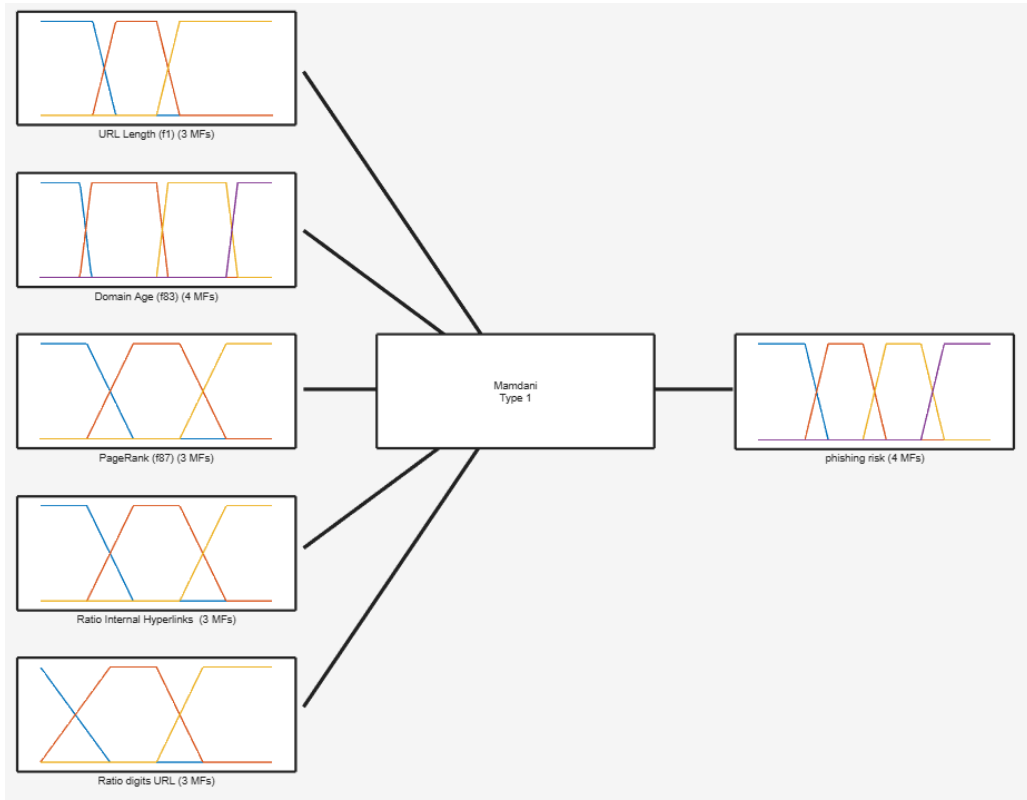 URL Length (f1) (3 MFs)
Domain Age (f83) (4 MFs)
PageRank (f87) (3 MFs)
Ratio Internal Hyperlinks  (3 MFs)
Ratio digits URL (3 MFs)
Mamdani
Type 1
phishing risk (4 MFs)